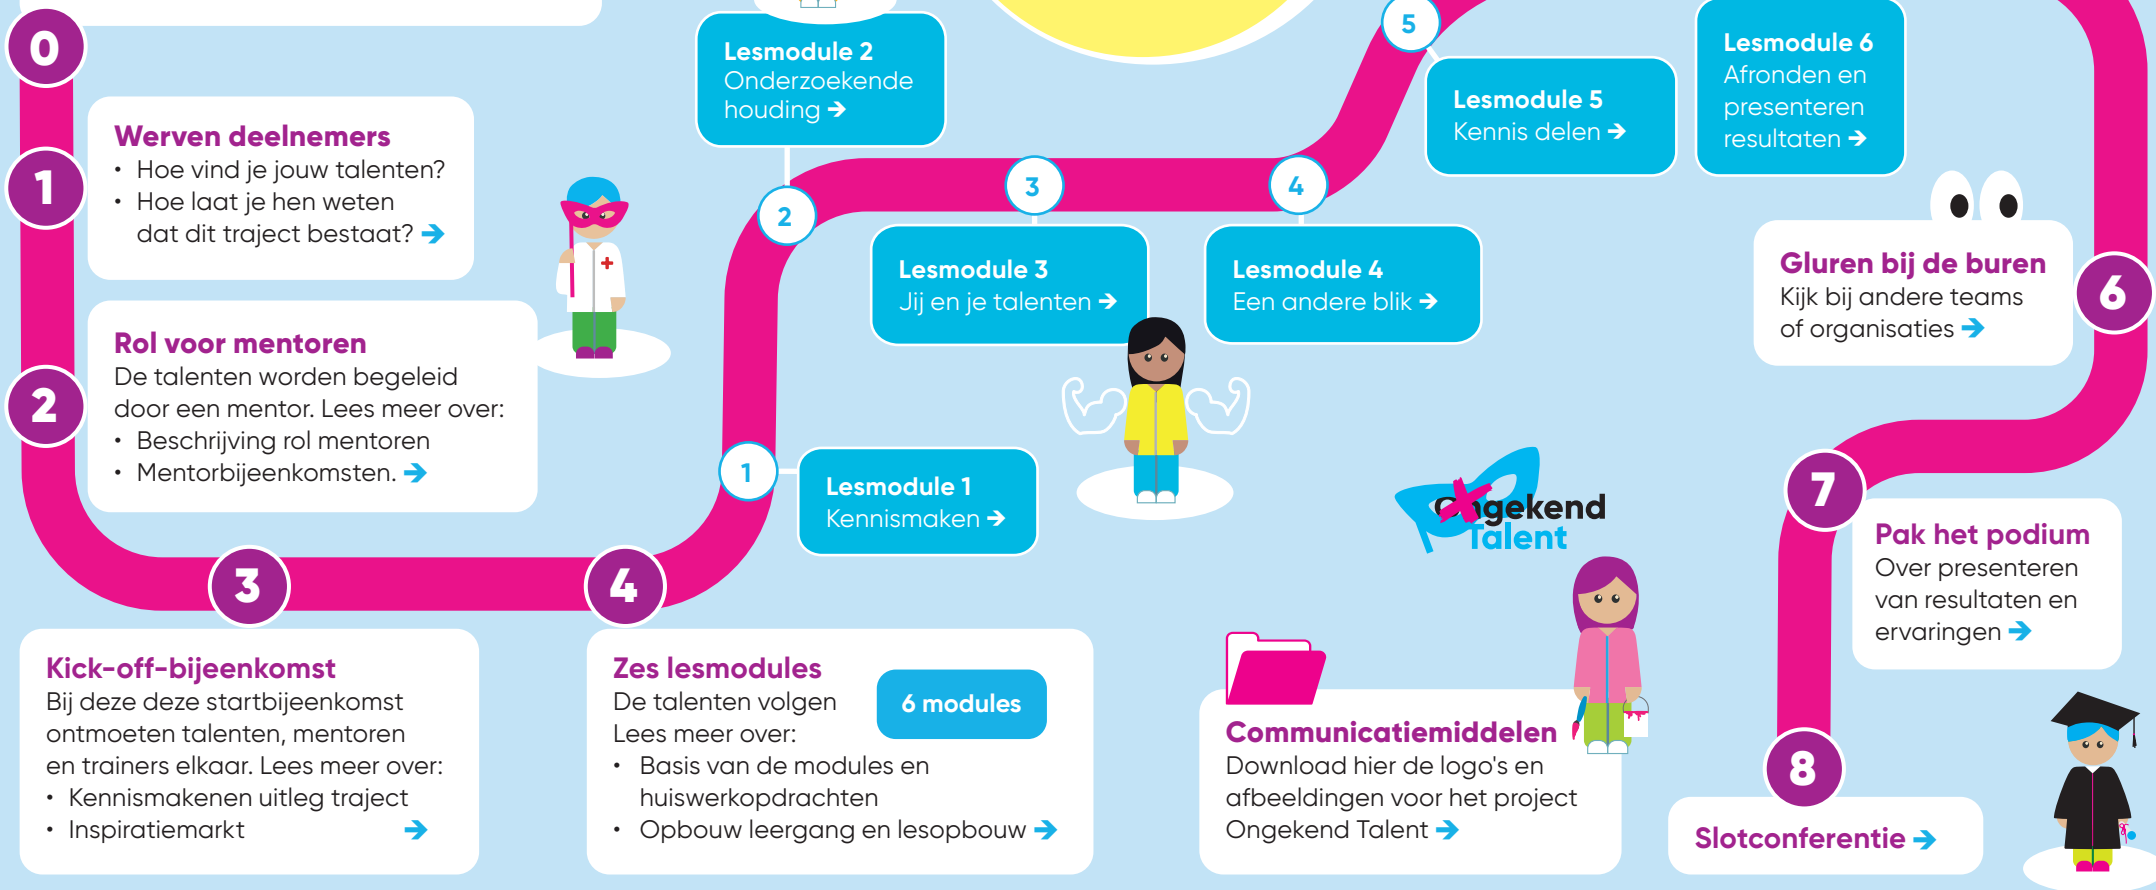 0
1
Werven deelnemers
• Hoe vind je jouw talenten?
• Hoe laat je hen weten
dat dit traject bestaat? →
2
Rol voor mentoren
De talenten worden begeleid
door een mentor. Lees meer over:
• Beschrijving rol mentoren
• Mentorbijeenkomsten. →
3
Kick-off-bijeenkomst
Bij deze deze startbijeenkomst
ontmoeten talenten, mentoren
en trainers elkaar. Lees meer over:
• Kennismakenen uitleg traject
• Inspiratiemarkt →
4
Zes lesmodules
De talenten volgen
6 modules
Lees meer over:
• Basis van de modules en
huiswerkopdrachten
• Opbouw leergang en lesopbouw →
1
Lesmodule 1
Kennismaken →
2
Lesmodule 2
Onderzoekende
houding →
3
Lesmodule 3
Jij en je talenten →
4
Lesmodule 4
Een andere blik →
5
Lesmodule 5
Kennis delen →
Lesmodule 6
Afronden en
presenteren
resultaten →
6
Gluren bij de buren
Kijk bij andere teams
of organisaties →
7
Pak het podium
Over presenteren
van resultaten en
ervaringen →
8
Slotconferentie →
Ongekend
Talent
Communicatiemiddelen
Download hier de logo's en
afbeeldingen voor het project
Ongekend Talent →